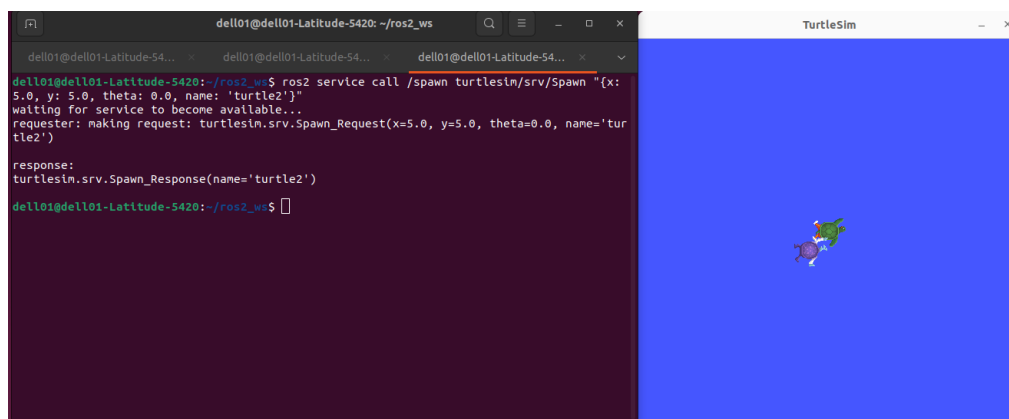 dell01@dell01-Latitude-5420: ~/ros2_ws
TurtleSim
dell01@dell01-Latitude-54...
dell01@dell01-Latitude-54...
dell01@dell01-Latitude-54...
dell01@dell01-Latitude-5420:~/ros2_ws$ ros2 service call /spawn turtlesim/srv/Spawn "{x:
5.0, y: 5.0, theta: 0.0, name: 'turtle2'}"
waiting for service to become available...
requester: making request: turtlesim.srv.Spawn_Request(x=5.0, y=5.0, theta=0.0, name='tur
tle2')
response:
turtlesim.srv.Spawn_Response(name='turtle2')
dell01@dell01-Latitude-5420:~/ros2_ws$